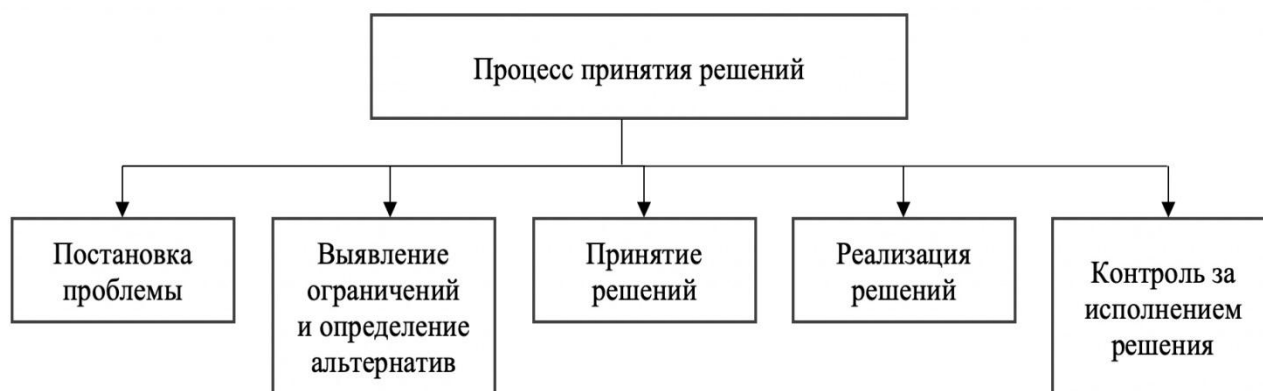 Процесс принятия решений
Постановка
проблемы
Выявление
ограничений
и определение
альтернатив
Принятие
решений
Реализация
решений
Контроль за
исполнением
решения